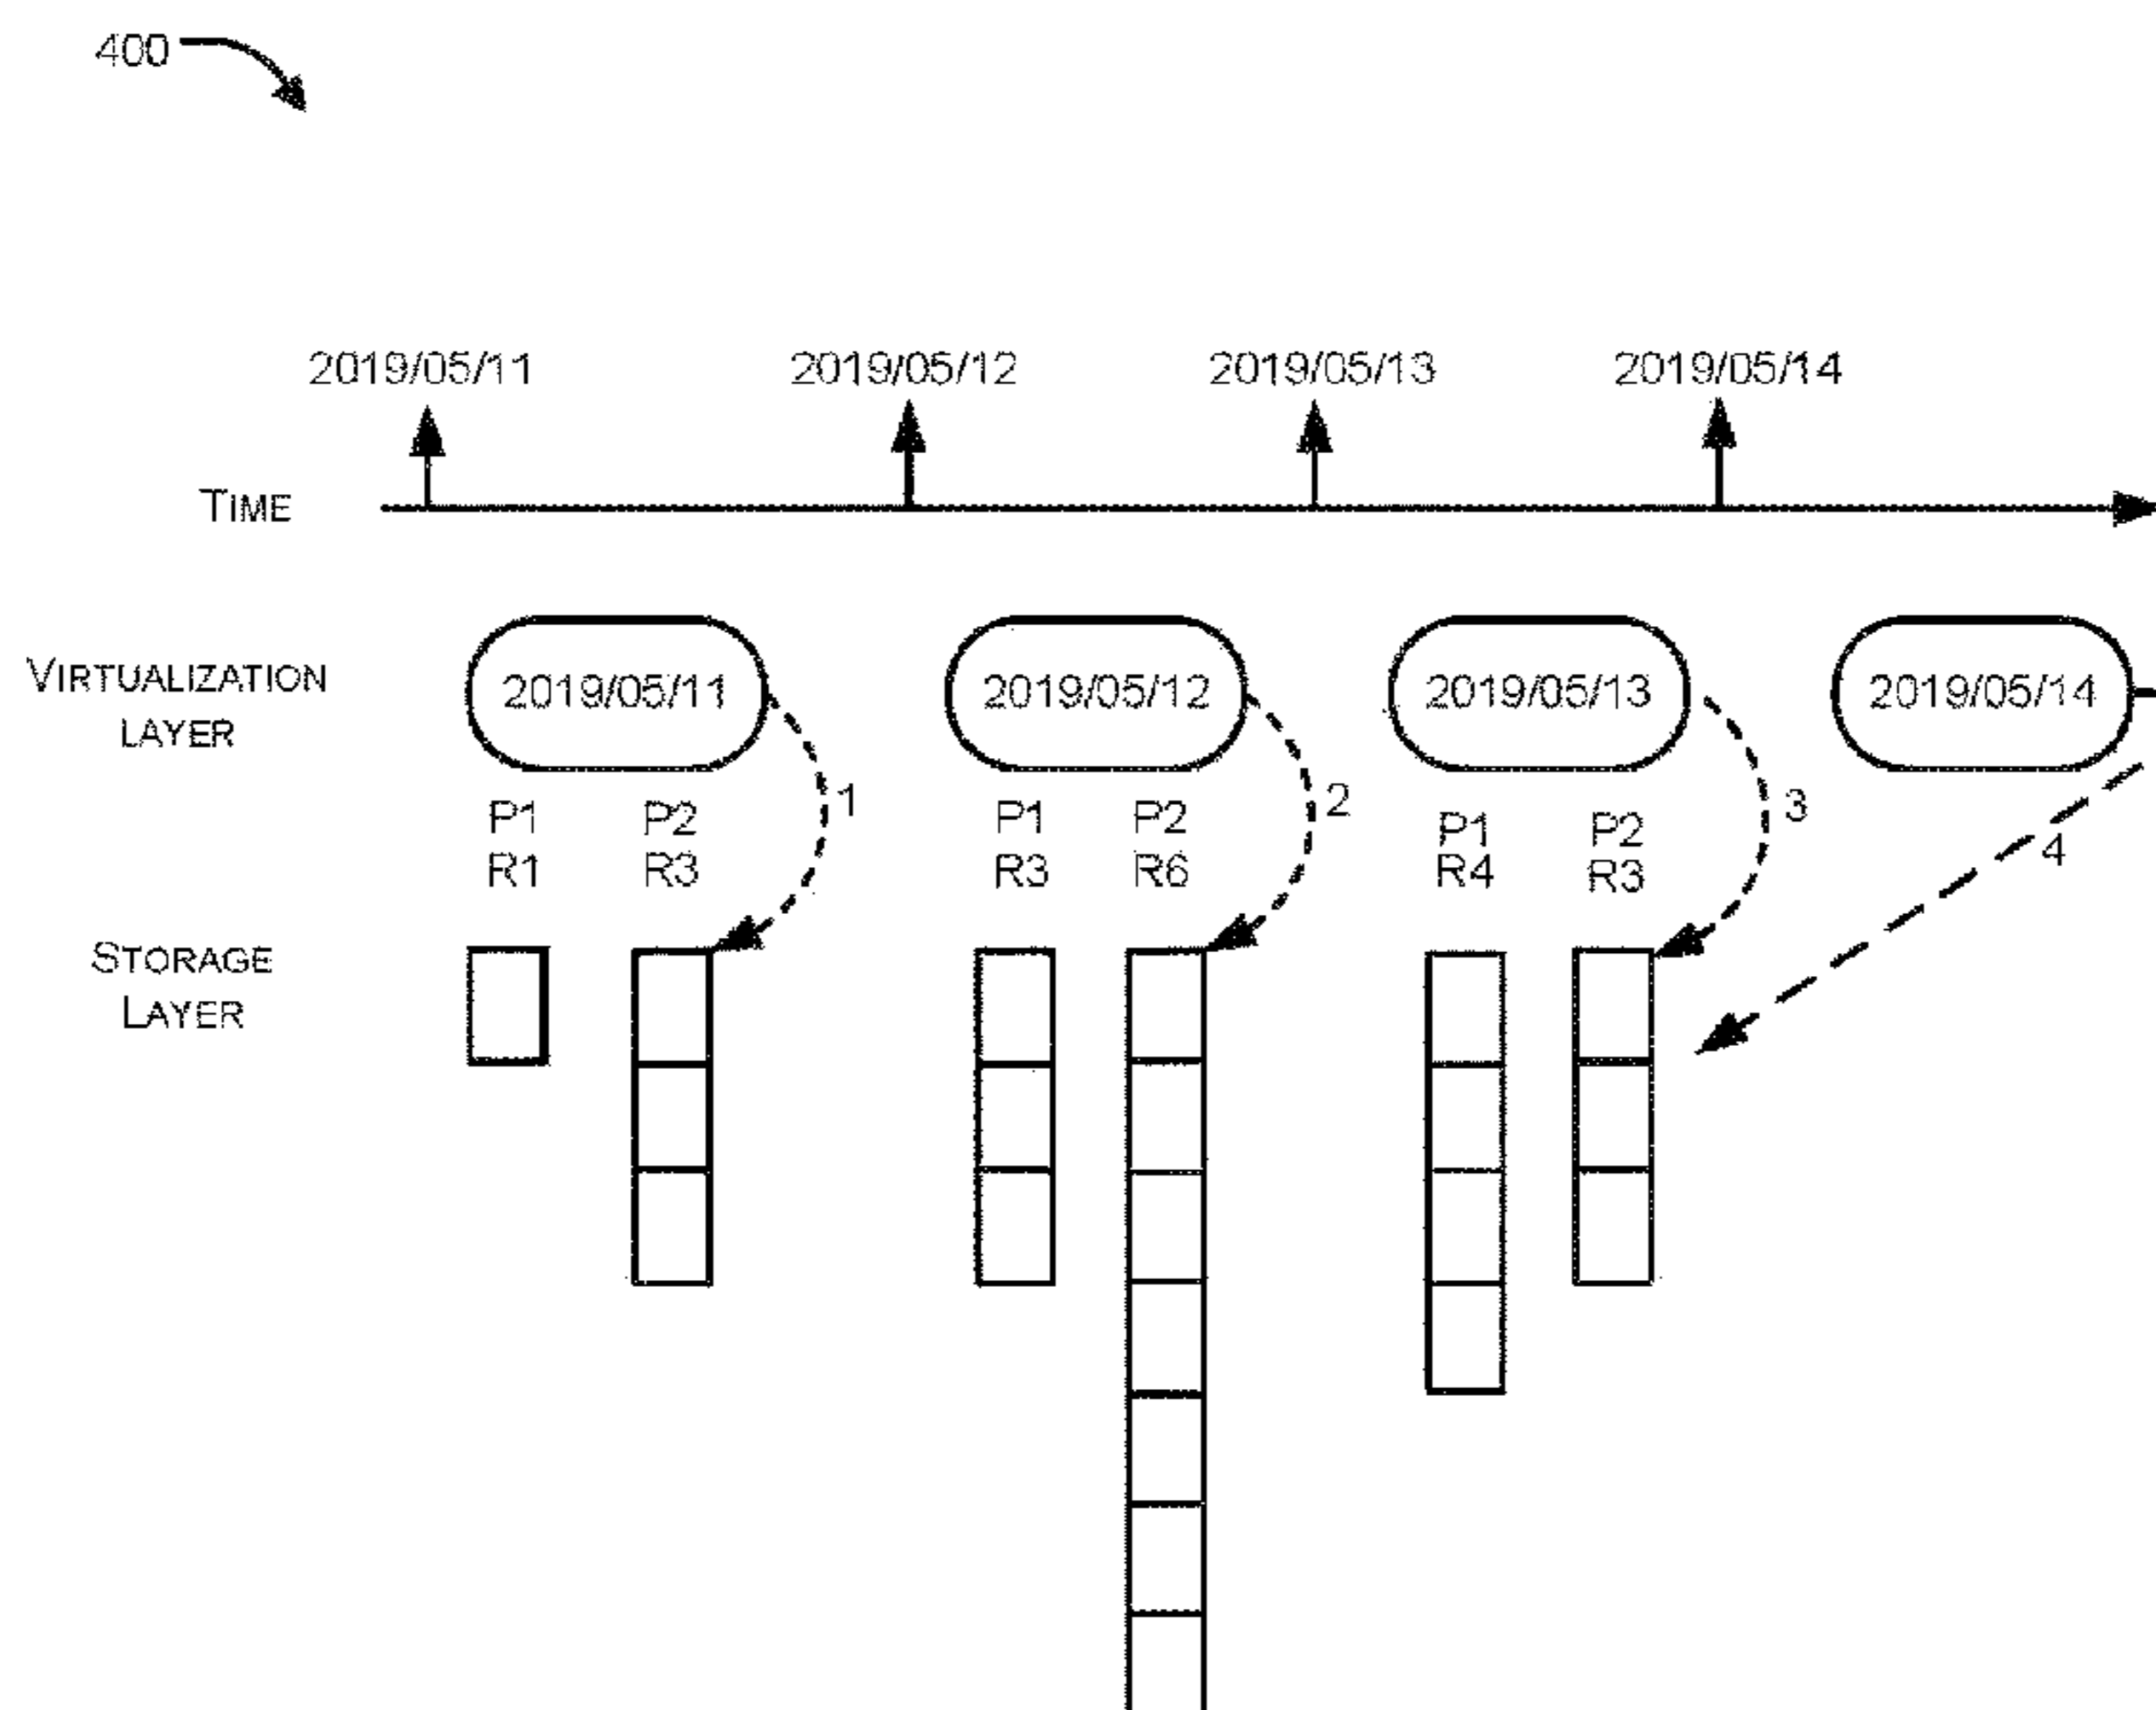 400
2019/05/11 2019/05/12 2019/05/13 2019/05/14
TIME
VIRTUALIZATION
LAYER
2019/05/11 2019/05/12 2019/05/13 2019/05/14
1 2 3 4
P1 P2 P1 P2 P1 P2
R1 R3 R3 R6 R4 R3
STORAGE
LAYER